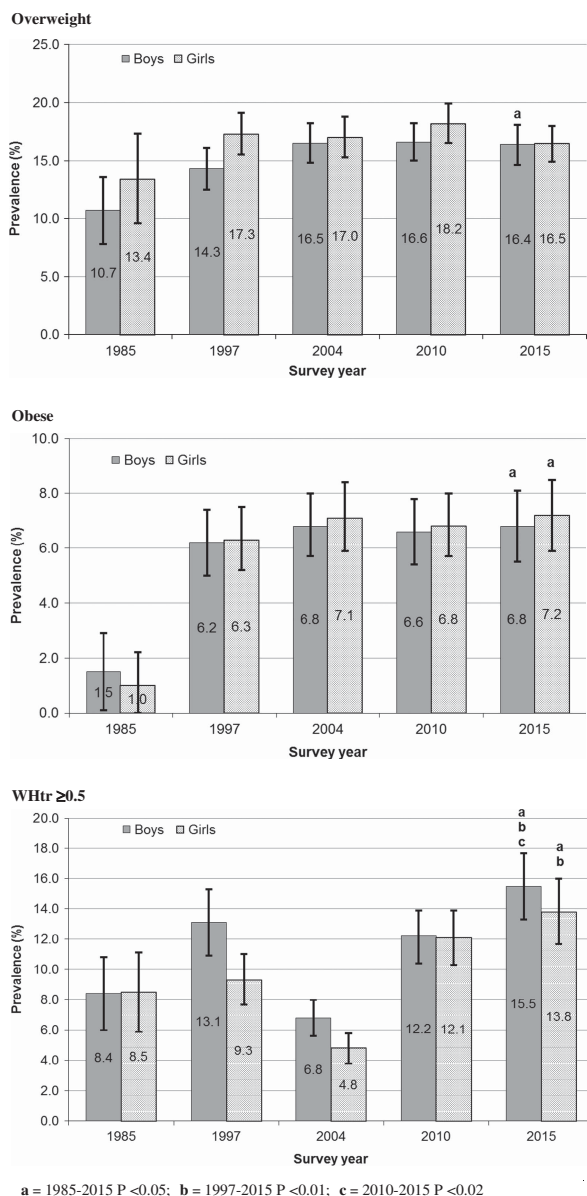 Overweight
25.0
Boys Girls
20.0
a
15.0
Prevalence (%)
10.0
10.7 13.4 14.3 17.3 16.5 17.0 16.6 18.2 16.4 16.5
5.0
0.0
1985 1997 2004 2010 2015
Survey year
Obese
10.0
Boys Girls
a a
8.0
6.0
Prevalence (%)
4.0
6.2 6.3 6.8 7.1 6.6 6.8 6.8 7.2
2.0
1.5 1.0
0.0
1985 1997 2004 2010 2015
Survey year
WHtr ≥0.5
20.0
a
b
c
a
b
Boys Girls
18.0
16.0
14.0
12.0
Prevalence (%)
10.0
8.0
6.0
8.4 8.5 13.1 9.3 6.8 4.8 12.2 12.1 15.5 13.8
4.0
2.0
0.0
1985 1997 2004 2010 2015
Survey year
a = 1985-2015 P <0.05; b = 1997-2015 P <0.01; c = 2010-2015 P <0.02